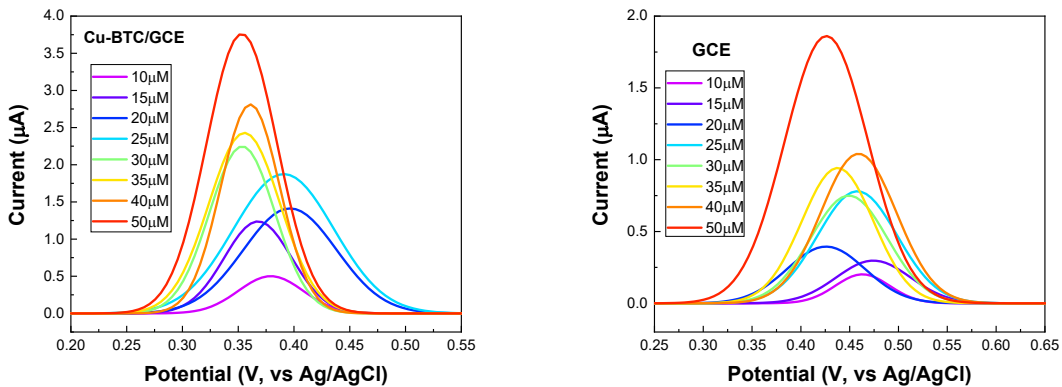 Cu-BTC/GCE
10μM
15μM
20μM
25μM
30μM
35μM
40μM
50μM
4.0
3.5
3.0
2.5
2.0
1.5
1.0
0.5
0.0
0.20 0.25 0.30 0.35 0.40 0.45 0.50 0.55
Current (μA)
Potential (V, vs Ag/AgCl)
GCE
10μM
15μM
20μM
25μM
30μM
35μM
40μM
50μM
2.0
1.5
1.0
0.5
0.0
0.25 0.30 0.35 0.40 0.45 0.50 0.55 0.60 0.65
Current (μA)
Potential (V, vs Ag/AgCl)